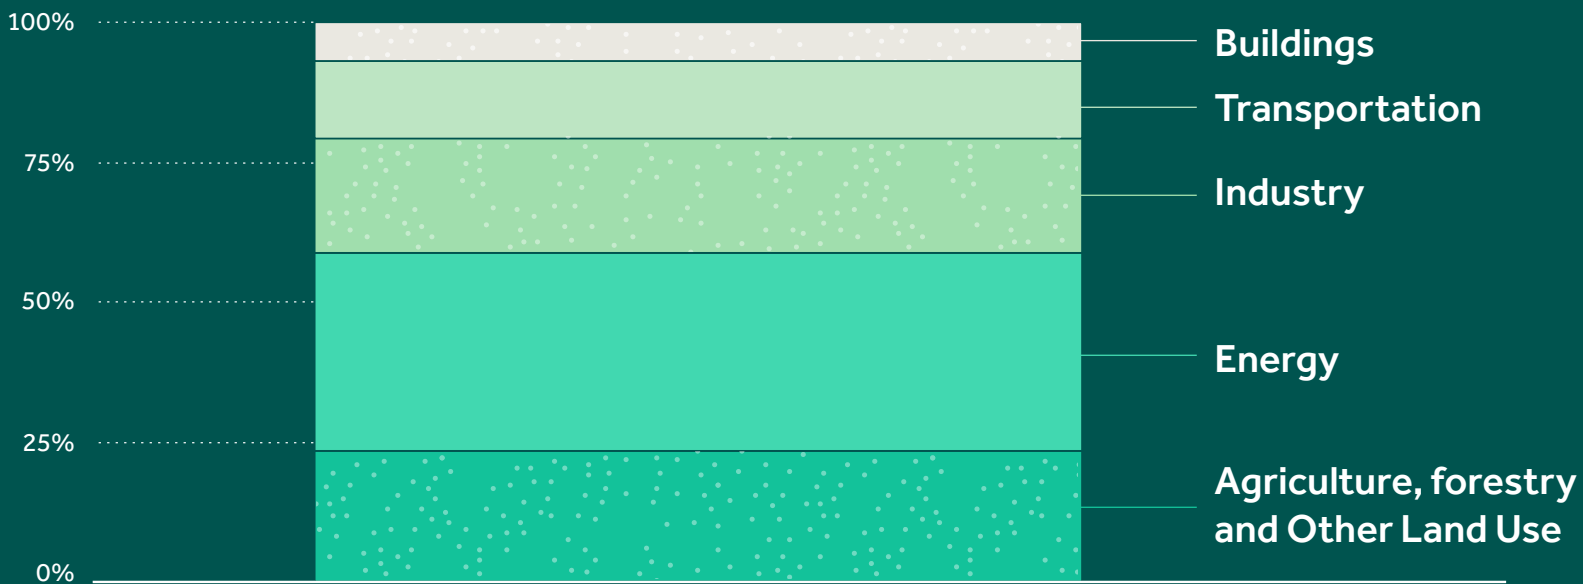 100%
Buildings
Transportation
75%
Industry
50%
Energy
25%
Agriculture, forestry
and Other Land Use
0%